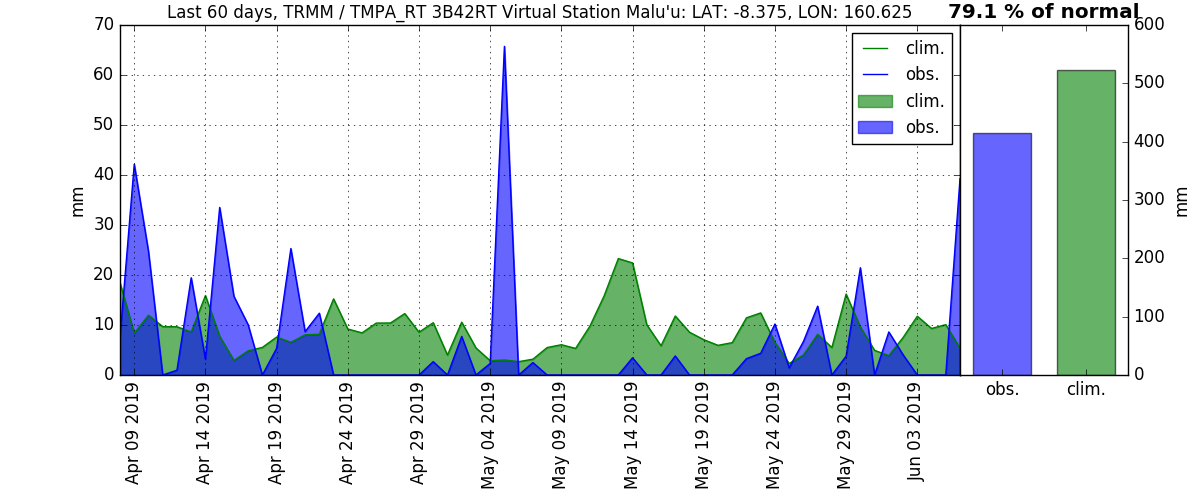 Last 60 days, TRMM / TMPA_RT 3B42RT Virtual Station Malu'u: LAT: -8.375, LON: 160.625
79.1 % of normal
70
60
50
40
30
20
10
0
mm
clim.
obs.
clim.
obs.
600
500
400
300
200
100
0
mm
Apr 09 2019
Apr 14 2019
Apr 19 2019
Apr 24 2019
Apr 29 2019
May 04 2019
May 09 2019
May 14 2019
May 19 2019
May 24 2019
May 29 2019
Jun 03 2019
obs.
clim.